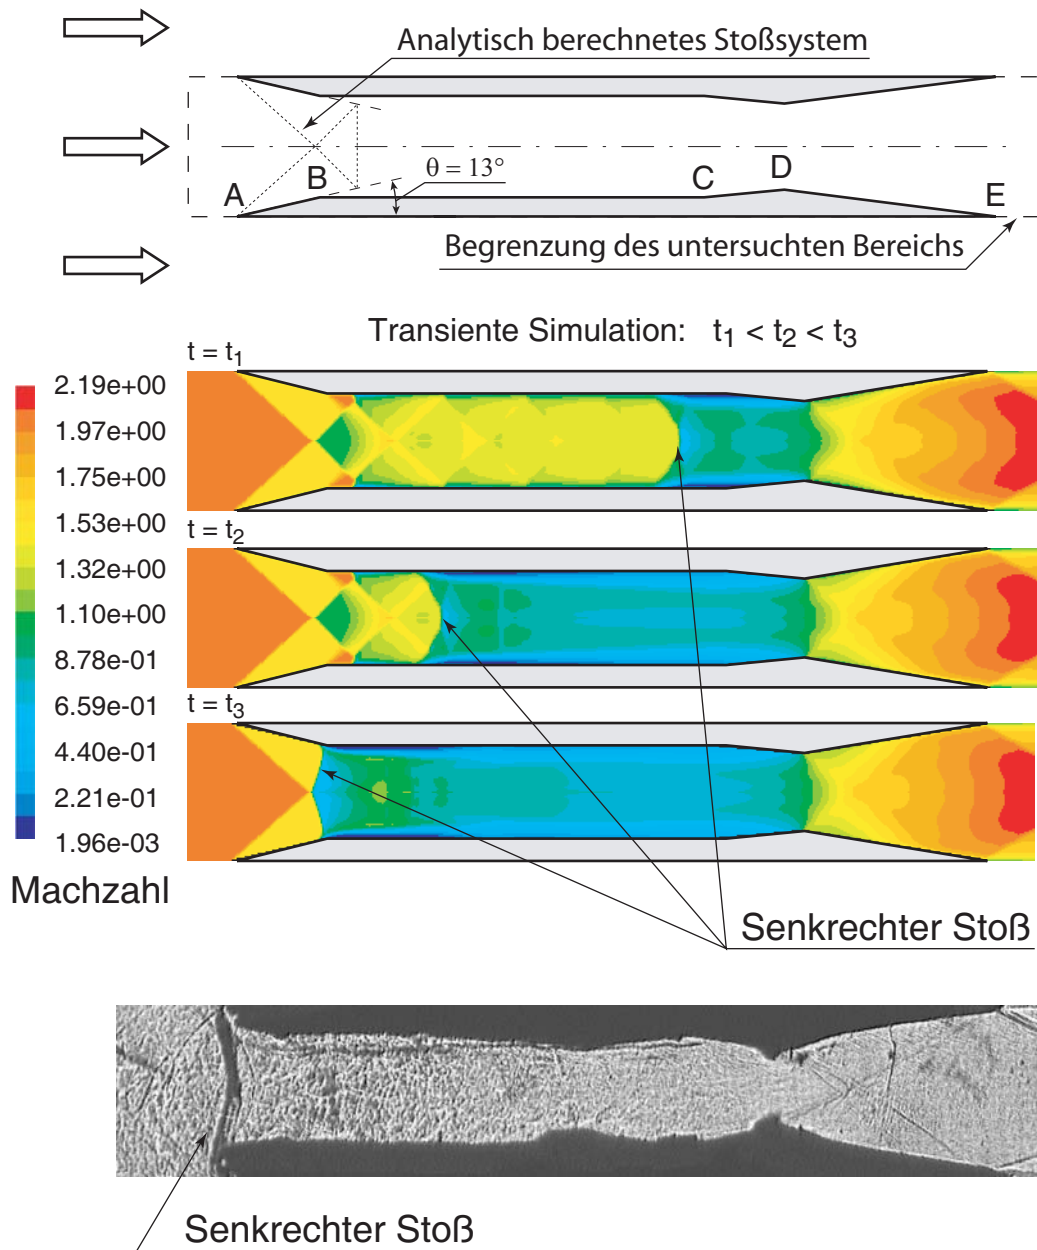 Analytisch berechnetes Stoßsystem
A
B
θ = 13°
C
D
E
Begrenzung des untersuchten Bereichs
Transiente Simulation: t₁ < t₂ < t₃
t = t₁
2.19e+00
1.97e+00
1.75e+00
1.53e+00
1.32e+00
1.10e+00
8.78e-01
6.59e-01
4.40e-01
2.21e-01
1.96e-03
Machzahl
t = t₂
t = t₃
Senkrechter Stoß
Senkrechter Stoß